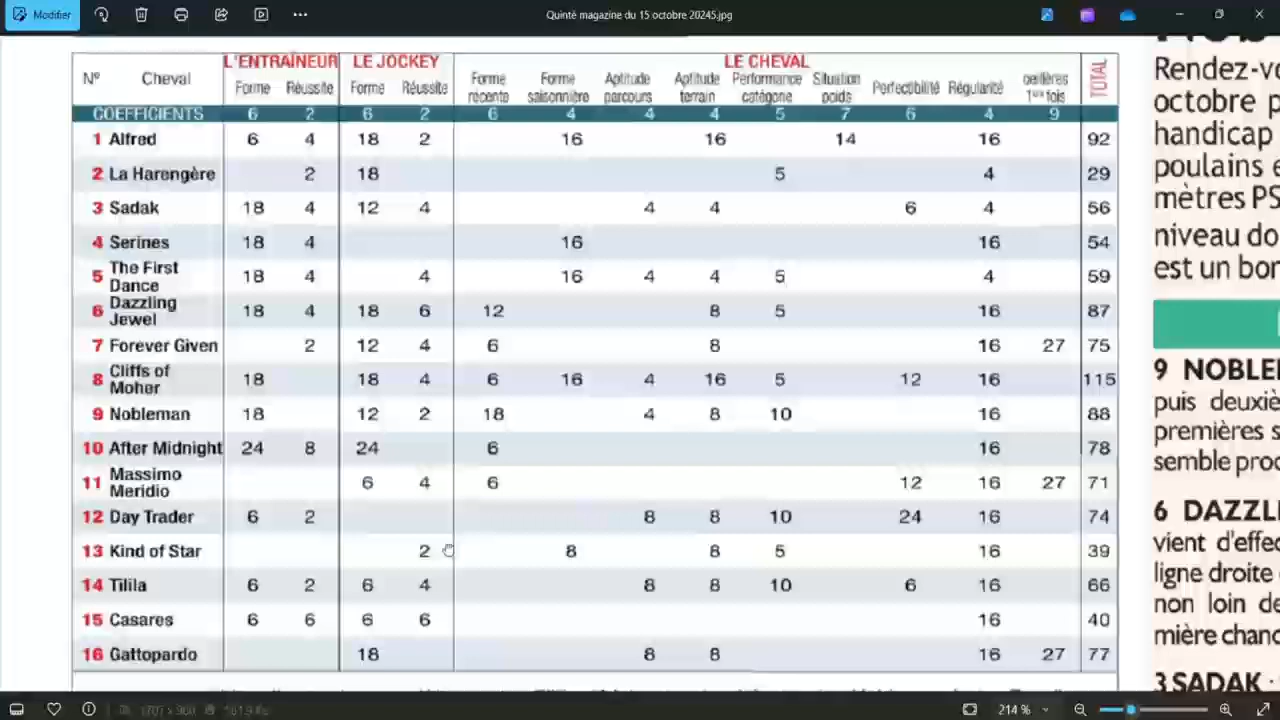 Modifier
Quinté magazine du 15 octobre 20245.jpg
L'ENTRAÎNEUR LE JOCKEY LE CHEVAL
N° Cheval Forme Réussite Forme Réussite Forme récente Forme saisonnière Aptitude parcours Aptitude terrain Performance catégorie Situation poids Perfectibilité Régularité oeillères 1ères fois TOTAL
COEFFICIENTS 6 2 6 2 6 4 4 4 5 7 6 4 9
1 Alfred 6 4 18 2 16 16 14 16 92
2 La Harengère 2 18 5 4 29
3 Sadak 18 4 12 4 4 4 6 4 56
4 Serines 18 4 16 16 54
5 The First Dance 18 4 4 16 4 4 5 4 59
6 Dazzling Jewel 18 4 18 6 12 8 5 16 87
7 Forever Given 2 12 4 6 8 16 27 75
8 Cliffs of Moher 18 18 4 6 16 4 16 5 12 16 115
9 Nobleman 18 12 2 18 4 8 10 16 88
10 After Midnight 24 8 24 6 16 78
11 Massimo Meridio 6 4 6 12 16 27 71
12 Day Trader 6 2 8 8 10 24 16 74
13 Kind of Star 2 8 8 5 16 39
14 Tilila 6 2 6 4 8 8 10 6 16 66
15 Casares 6 6 6 6 16 40
16 Gattopardo 18 8 8 16 27 77
Rendez-v
octobre p
handicap
poulains e
mètres PS
niveau do
est un bon
9 NOBLE
puis deuxiè
premières s
semble proc
6 DAZZL
vient d'effec
ligne droite
non loin de
mière chanc
3 SADAK :
214 %